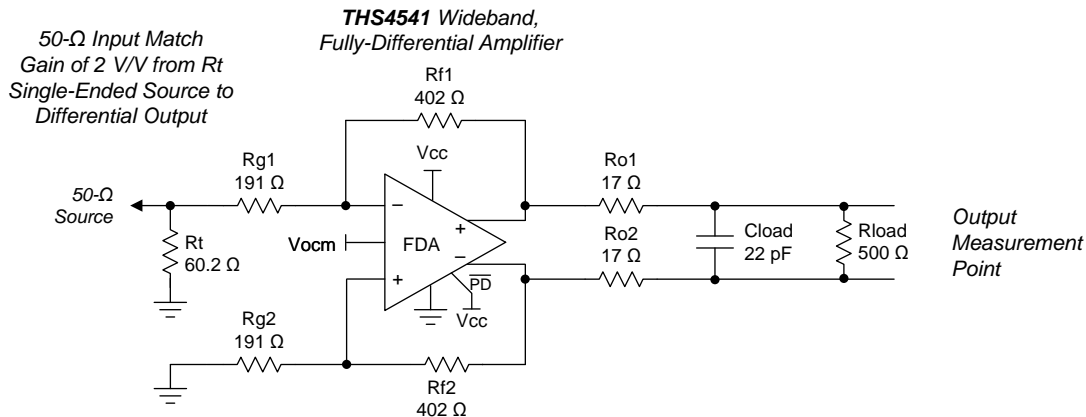 THS4541 Wideband,
Fully-Differential Amplifier
50-Ω Input Match
Gain of 2 V/V from Rt
Single-Ended Source to
Differential Output
Rf1
402 Ω
Vcc
Rg1
191 Ω
Ro1
17 Ω
50-Ω
Source
Rt
60.2 Ω
Vocm
−
+
FDA
+
−
PD
Vcc
Ro2
17 Ω
Cload
22 pF
Rload
500 Ω
Output
Measurement
Point
Rg2
191 Ω
Rf2
402 Ω